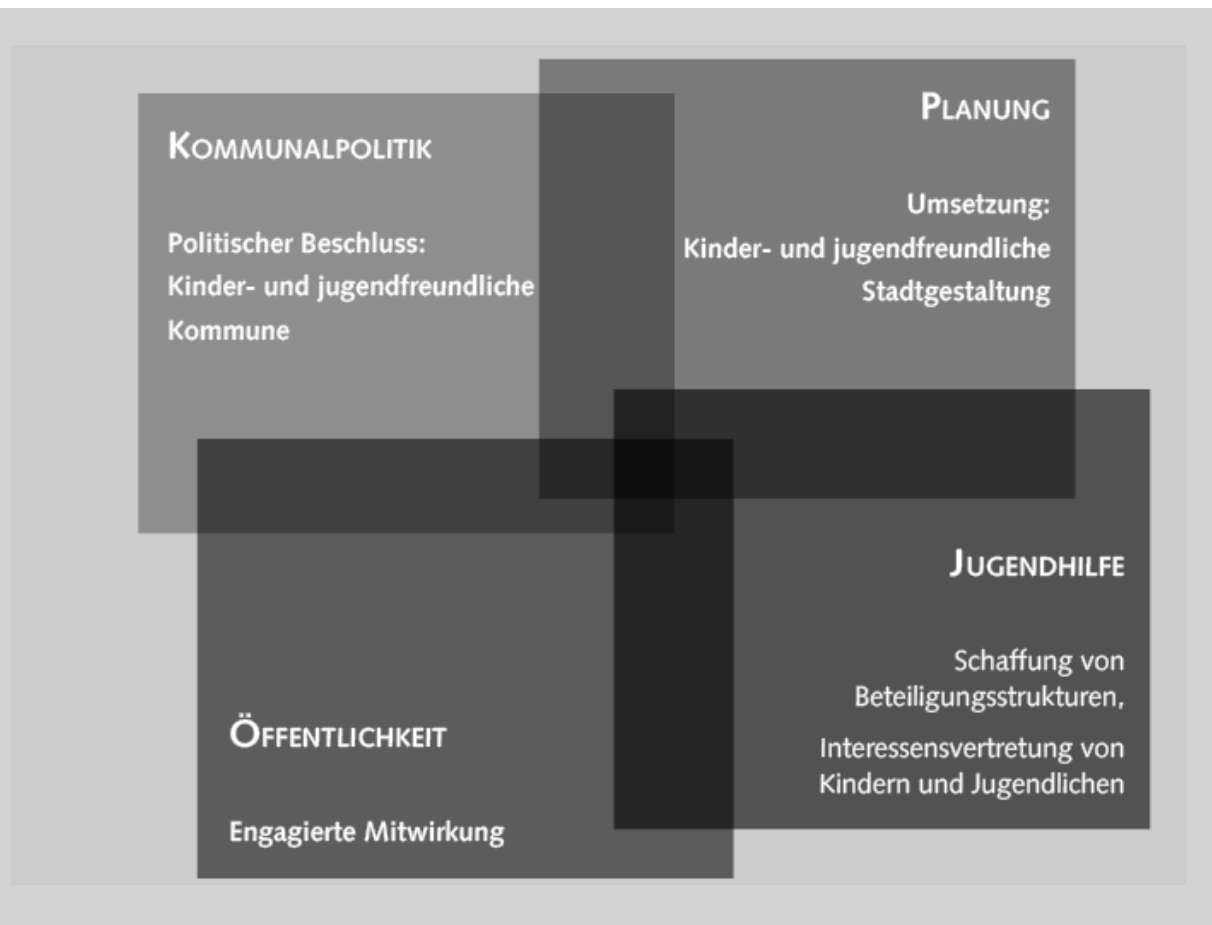 KOMMUNALPOLITIK
Politischer Beschluss:
Kinder- und jugendfreundliche
Kommune
PLANUNG
Umsetzung:
Kinder- und jugendfreundliche
Stadtgestaltung
ÖFFENTLICHKEIT
Engagierte Mitwirkung
JUGENDHILFE
Schaffung von
Beteiligungsstrukturen,
Interessensvertretung von
Kindern und Jugendlichen